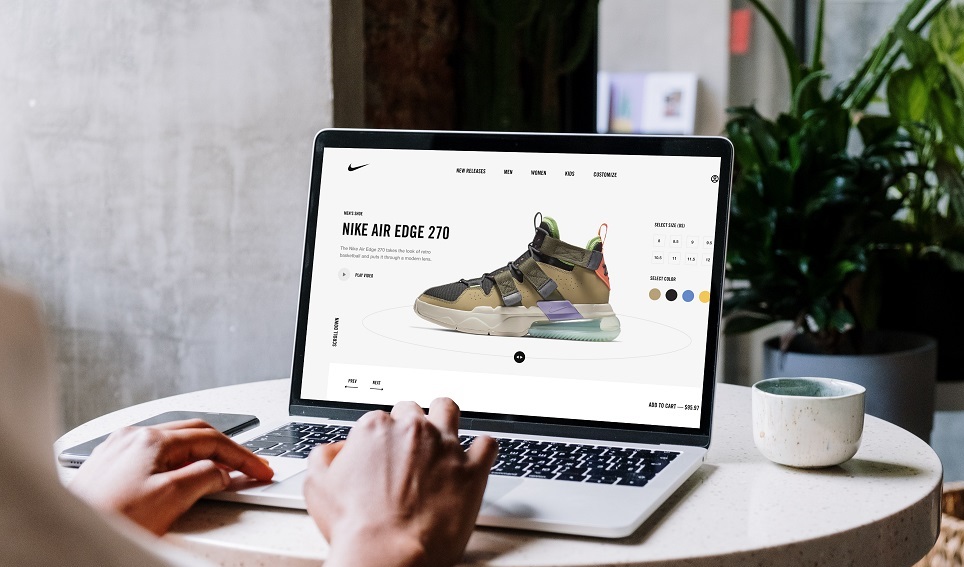 NEW RELEASES
MEN
WOMEN
KIDS
CUSTOMIZE
MEN'S SHOE
NIKE AIR EDGE 270
The Nike Air Edge 270 takes the look of retro
basketball and puts it through a modern lens.
PLAY VIDEO
SCROLL DOWN
SELECT SIZE (US)
8 8.5 9 9.5
10.5 11 11.5 12
SELECT COLOR
PREV
NEXT
ADD TO CART — $95.97